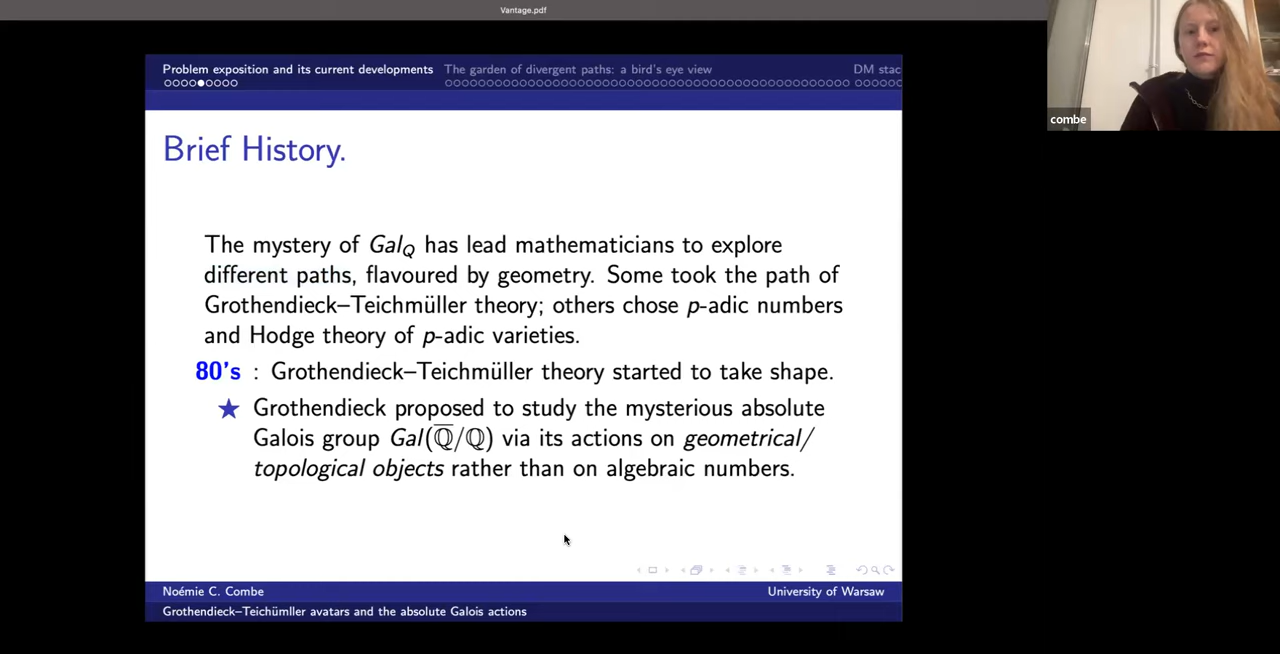 Vantage.pdf
Problem exposition and its current developments The garden of divergent paths: a bird's eye view DM stac
combe
Brief History.
The mystery of Gal_Q has lead mathematicians to explore
different paths, flavoured by geometry. Some took the path of
Grothendieck–Teichmüller theory; others chose p-adic numbers
and Hodge theory of p-adic varieties.
80's : Grothendieck–Teichmüller theory started to take shape.
★ Grothendieck proposed to study the mysterious absolute
Galois group Gal(ℚ̅/ℚ) via its actions on geometrical/
topological objects rather than on algebraic numbers.
Noémie C. Combe University of Warsaw
Grothendieck–Teichümller avatars and the absolute Galois actions